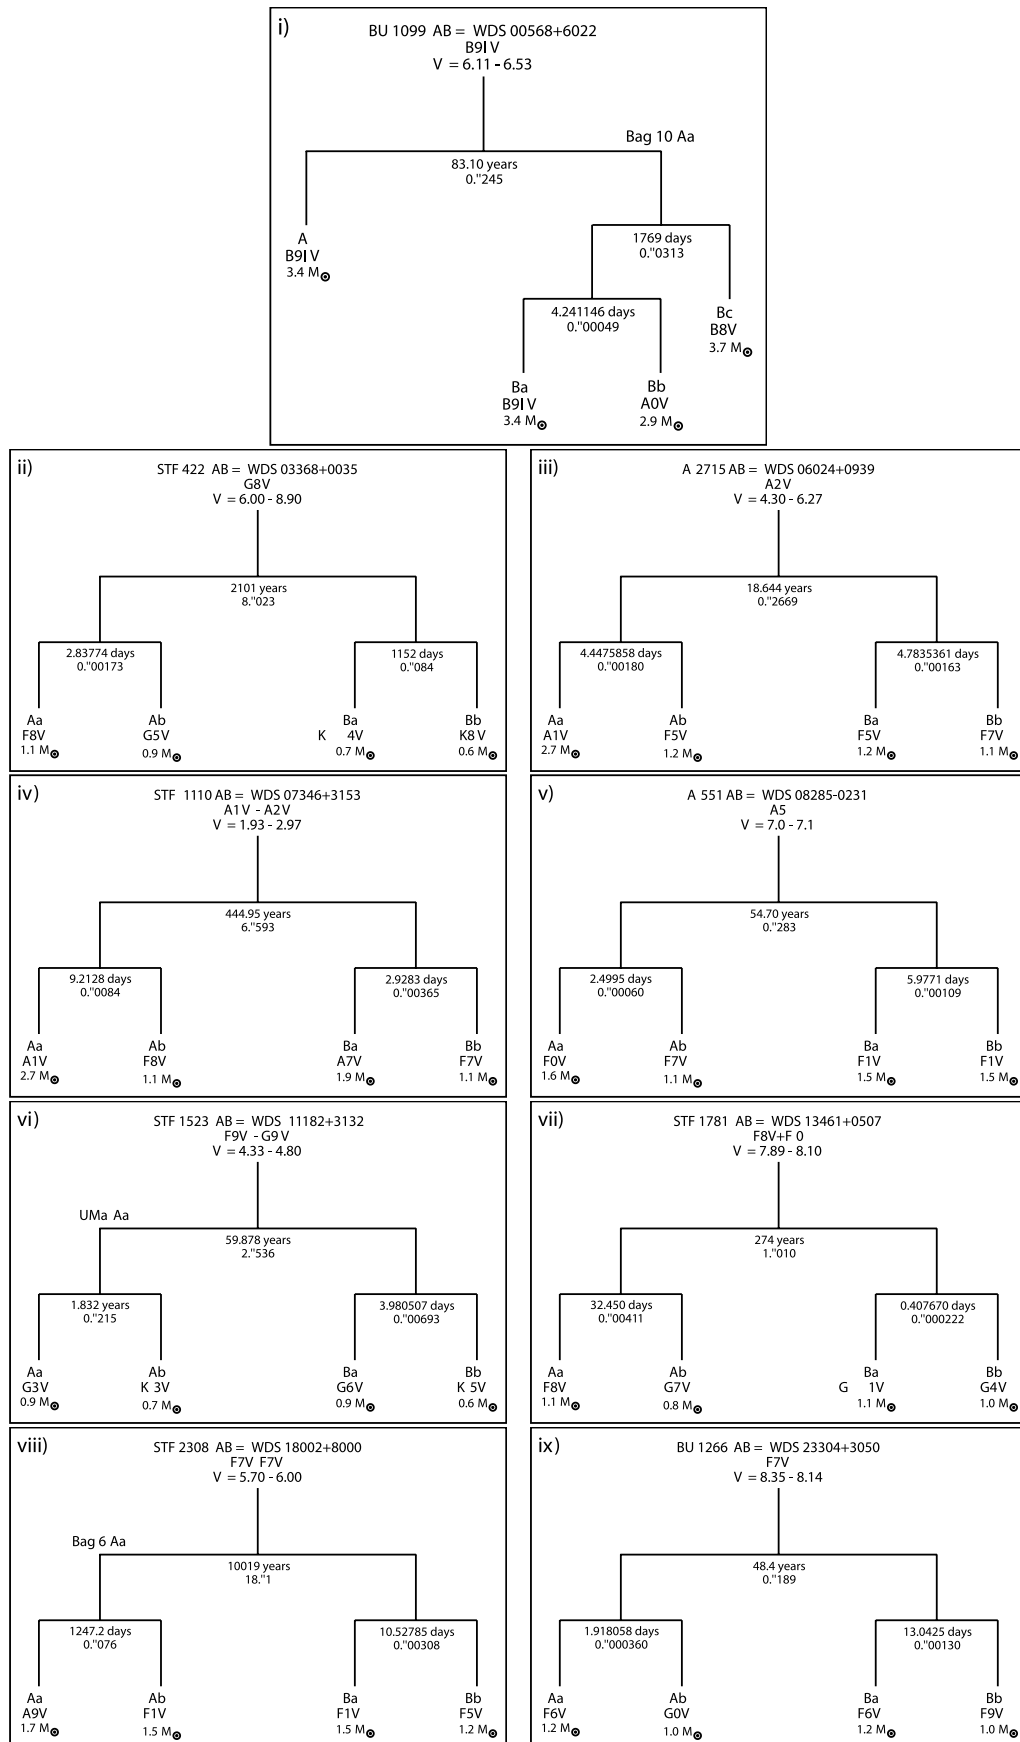 i)
BU 1099 AB = WDS 00568+6022
B9IV
V = 6.11 - 6.53
Bag 10 Aa
83.10 years
0."245
A
B9IV
3.4 M⊙
1769 days
0."0313
4.241146 days
0."00049
Bc
B8V
3.7 M⊙
Ba
B9IV
3.4 M⊙
Bb
A0V
2.9 M⊙
ii)
STF 422 AB = WDS 03368+0035
G8V
V = 6.00 - 8.90
2101 years
8."023
2.83774 days
0."00173
1152 days
0."084
Aa
F8V
1.1 M⊙
Ab
G5V
0.9 M⊙
Ba
K 4V
0.7 M⊙
Bb
K8 V
0.6 M⊙
iii)
A 2715 AB = WDS 06024+0939
A2V
V = 4.30 - 6.27
18.644 years
0."2669
4.4475858 days
0."00180
4.7835361 days
0."00163
Aa
A1V
2.7 M⊙
Ab
F5V
1.2 M⊙
Ba
F5V
1.2 M⊙
Bb
F7V
1.1 M⊙
iv)
STF 1110 AB = WDS 07346+3153
A1V - A2V
V = 1.93 - 2.97
444.95 years
6."593
9.2128 days
0."0084
2.9283 days
0."00365
Aa
A1V
2.7 M⊙
Ab
F8V
1.1 M⊙
Ba
A7V
1.9 M⊙
Bb
F7V
1.1 M⊙
v)
A 551 AB = WDS 08285-0231
A5
V = 7.0 - 7.1
54.70 years
0."283
2.4995 days
0."00060
5.9771 days
0."00109
Aa
F0V
1.6 M⊙
Ab
F7V
1.1 M⊙
Ba
F1V
1.5 M⊙
Bb
F1V
1.5 M⊙
vi)
STF 1523 AB = WDS 11182+3132
F9V - G9V
V = 4.33 - 4.80
UMa Aa
59.878 years
2."536
1.832 years
0."215
3.980507 days
0."00693
Aa
G3V
0.9 M⊙
Ab
K 3V
0.7 M⊙
Ba
G6V
0.9 M⊙
Bb
K 5V
0.6 M⊙
vii)
STF 1781 AB = WDS 13461+0507
F8V+F 0
V = 7.89 - 8.10
274 years
1."010
32.450 days
0."00411
0.407670 days
0."000222
Aa
F8V
1.1 M⊙
Ab
G7V
0.8 M⊙
Ba
G 1V
1.1 M⊙
Bb
G4V
1.0 M⊙
viii)
STF 2308 AB = WDS 18002+8000
F7V F7V
V = 5.70 - 6.00
Bag 6 Aa
10019 years
18."1
1247.2 days
0."076
10.52785 days
0."00308
Aa
A9V
1.7 M⊙
Ab
F1V
1.5 M⊙
Ba
F1V
1.5 M⊙
Bb
F5V
1.2 M⊙
ix)
BU 1266 AB = WDS 23304+3050
F7V
V = 8.35 - 8.14
48.4 years
0."189
1.918058 days
0."000360
13.0425 days
0."00130
Aa
F6V
1.2 M⊙
Ab
G0V
1.0 M⊙
Ba
F6V
1.2 M⊙
Bb
F9V
1.0 M⊙